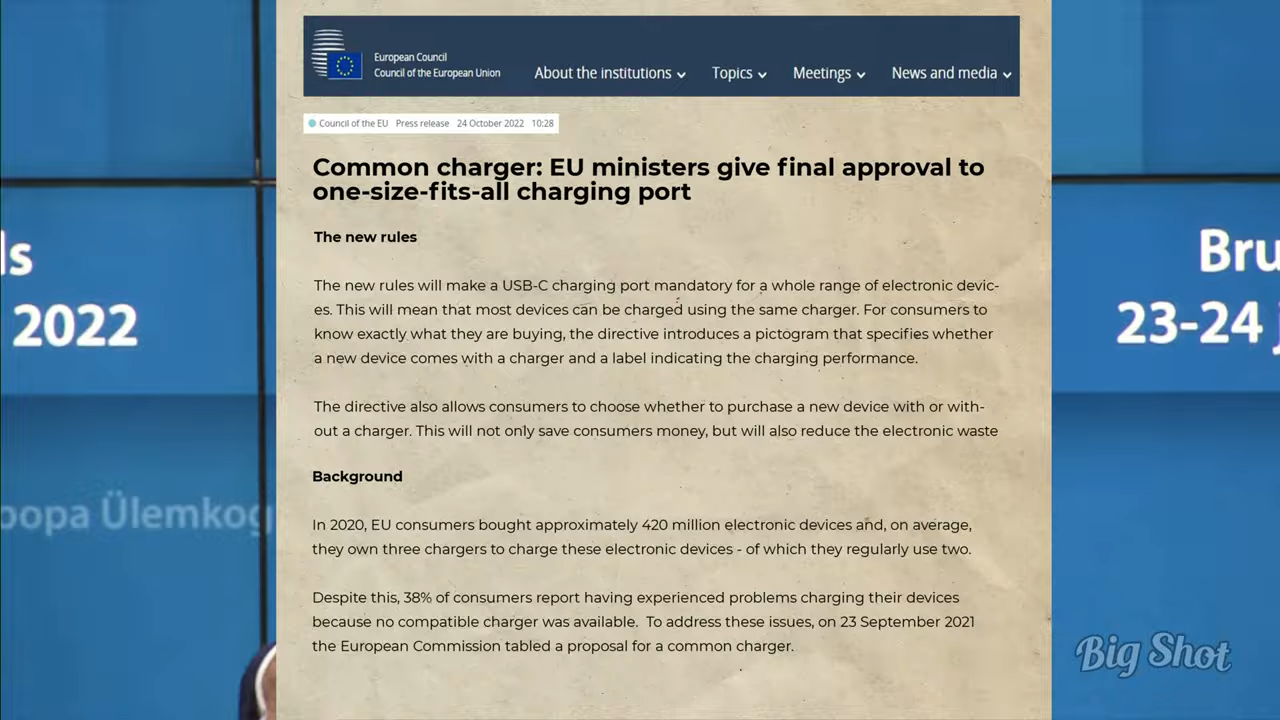 European Council
Council of the European Union
About the institutions
Topics
Meetings
News and media
Council of the EU Press release 24 October 2022 10:28
Common charger: EU ministers give final approval to
one-size-fits-all charging port
The new rules
The new rules will make a USB-C charging port mandatory for a whole range of electronic devic-
es. This will mean that most devices can be charged using the same charger. For consumers to
know exactly what they are buying, the directive introduces a pictogram that specifies whether
a new device comes with a charger and a label indicating the charging performance.
The directive also allows consumers to choose whether to purchase a new device with or with-
out a charger. This will not only save consumers money, but will also reduce the electronic waste
Background
In 2020, EU consumers bought approximately 420 million electronic devices and, on average,
they own three chargers to charge these electronic devices - of which they regularly use two.
Despite this, 38% of consumers report having experienced problems charging their devices
because no compatible charger was available. To address these issues, on 23 September 2021
the European Commission tabled a proposal for a common charger.
2022
23-24
Big Shot